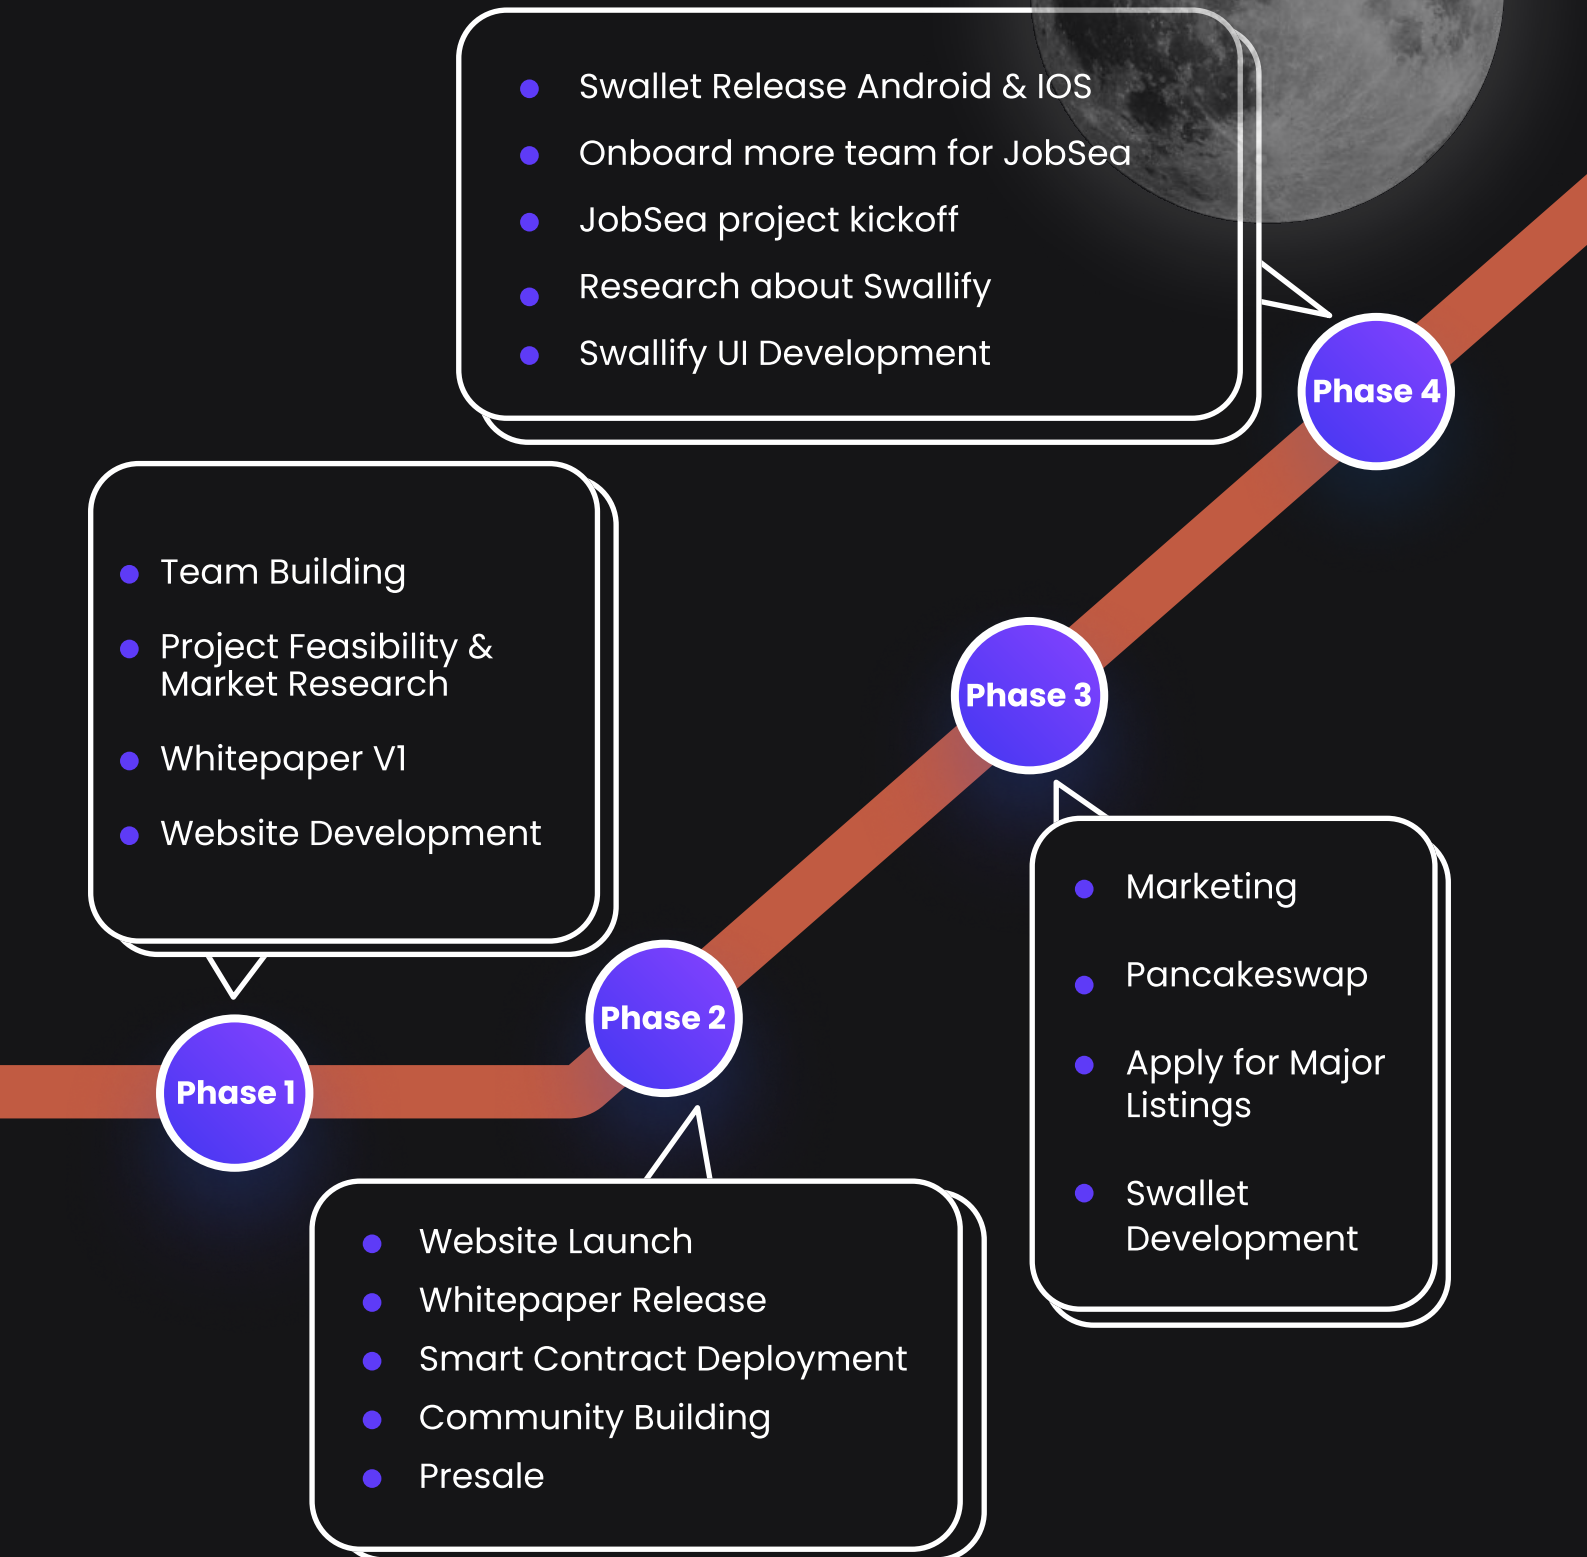 Swallet Release Android & IOS
Onboard more team for JobSea
JobSea project kickoff
Research about Swallify
Swallify UI Development
Phase 4
Team Building
Project Feasibility &
Market Research
Whitepaper V1
Website Development
Phase 1
Phase 3
Marketing
Pancakeswap
Apply for Major
Listings
Swallet
Development
Phase 2
Website Launch
Whitepaper Release
Smart Contract Deployment
Community Building
Presale